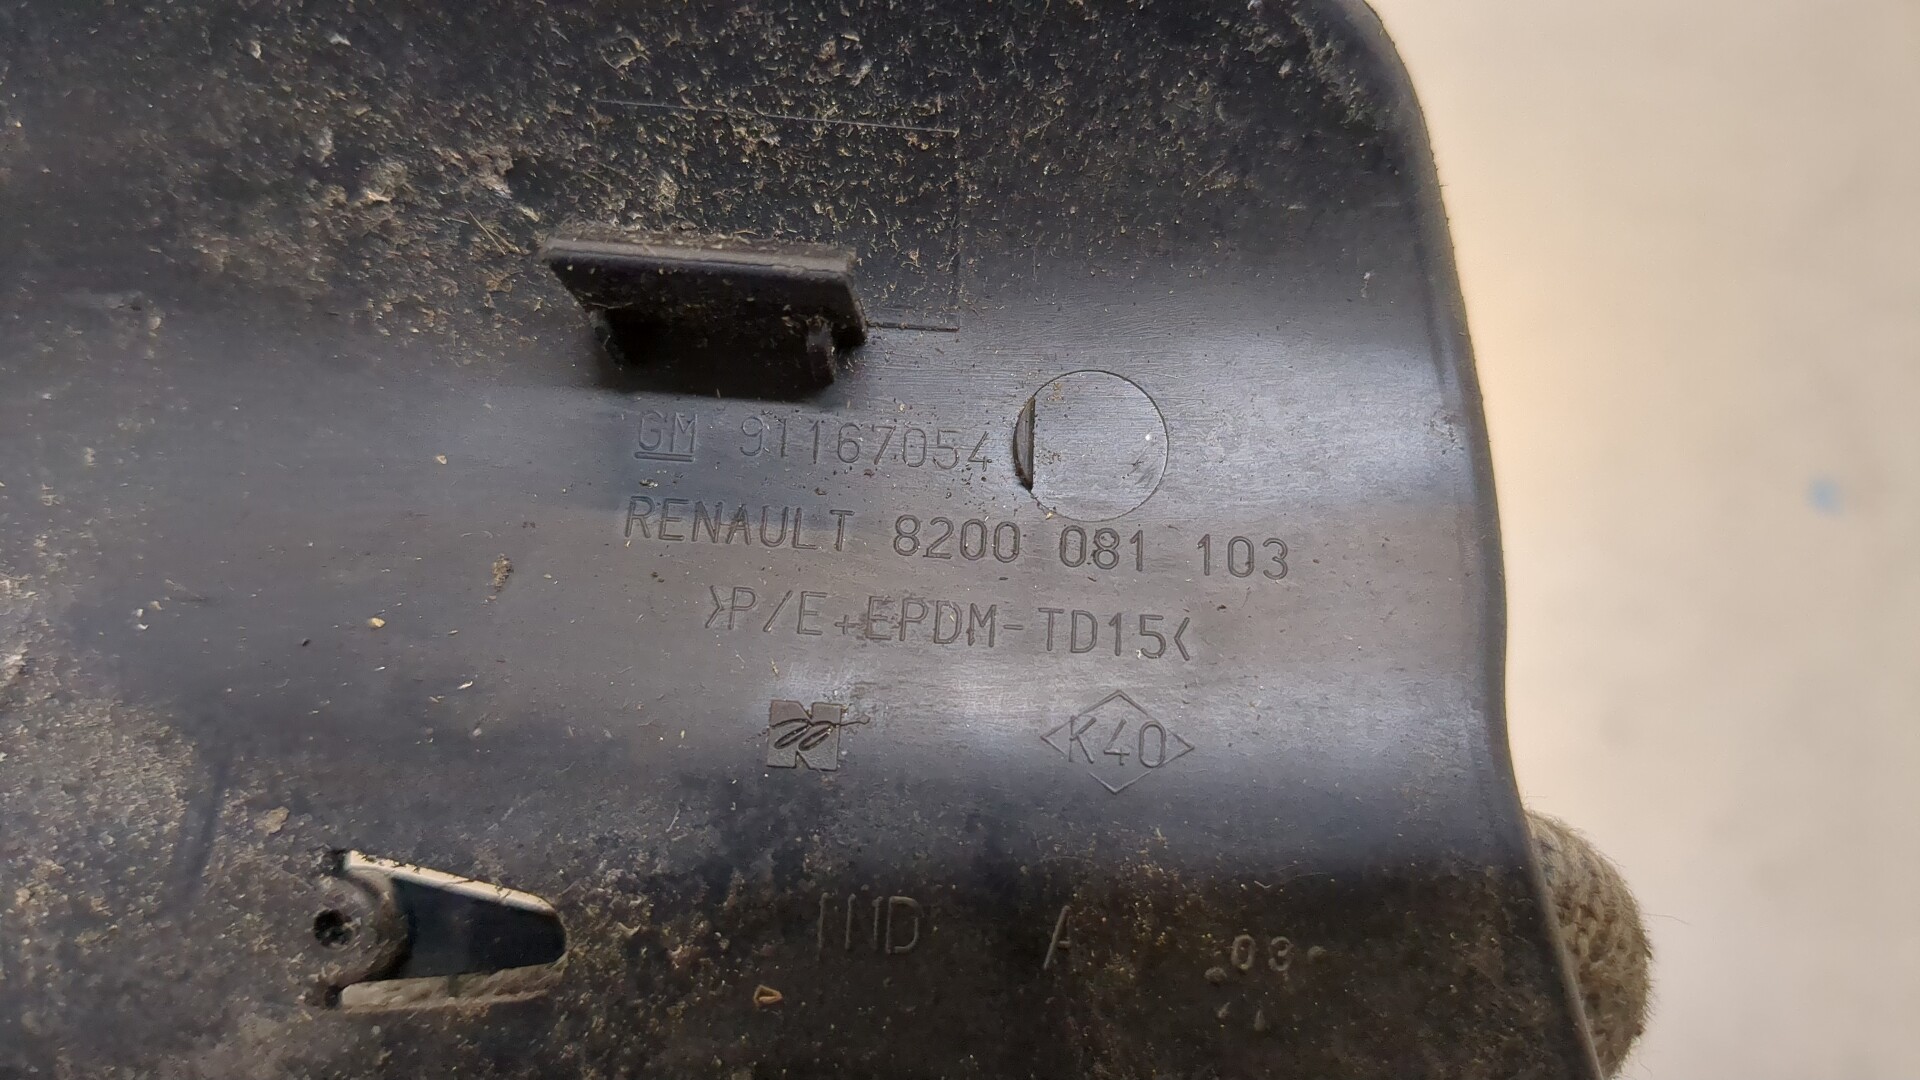 GM 91167054
RENAULT 8200 081 103
>P/E+EPDM-TD15<
K40
IND A 03